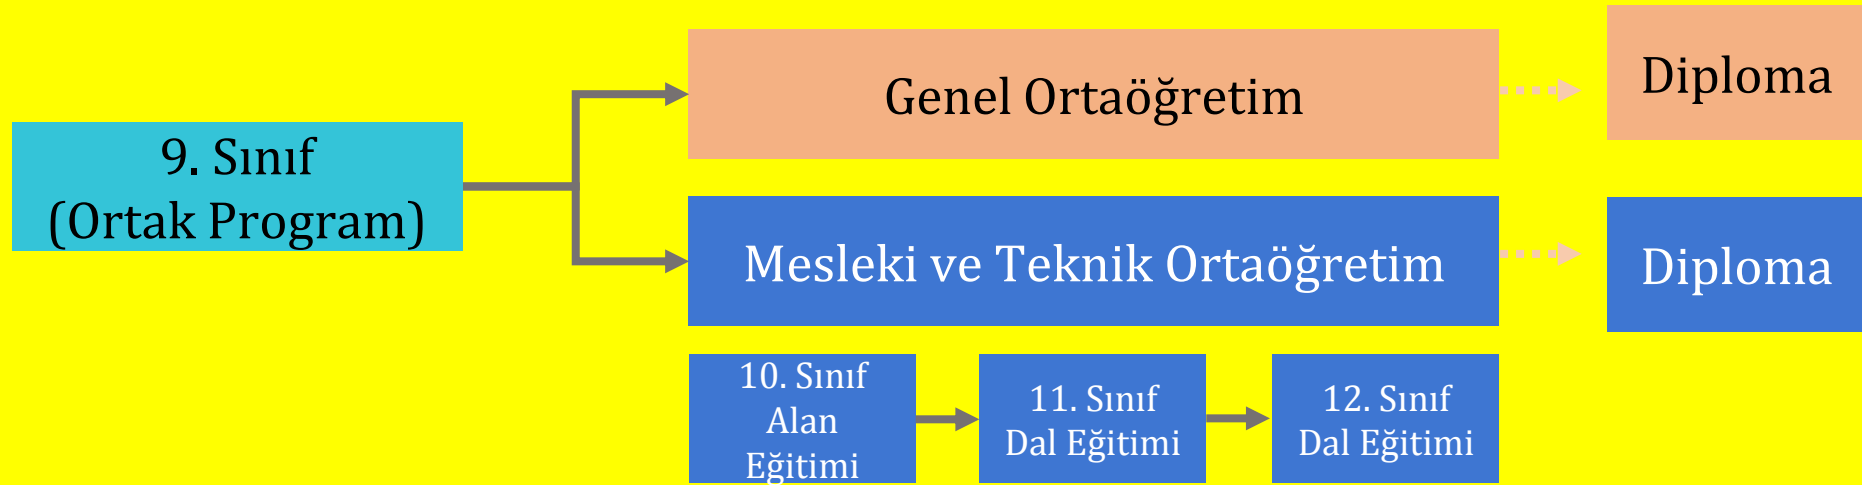 9. Sınıf
(Ortak Program)
Genel Ortaöğretim
Diploma
Mesleki ve Teknik Ortaöğretim
Diploma
10. Sınıf
Alan
Eğitimi
11. Sınıf
Dal Eğitimi
12. Sınıf
Dal Eğitimi